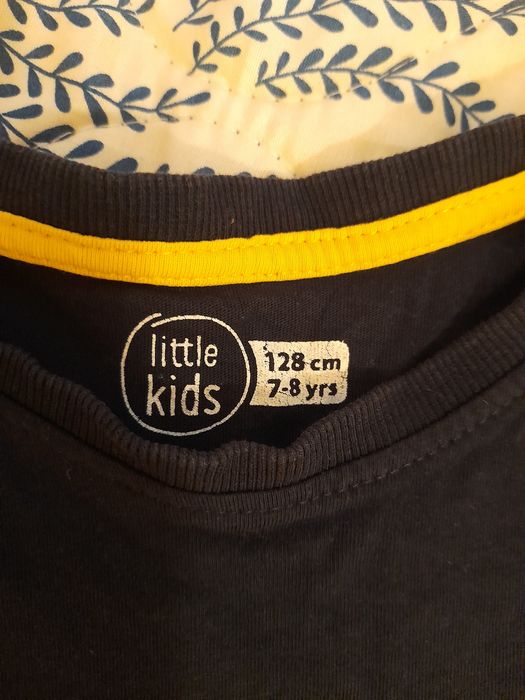 little
kids
128 cm
7-8 yrs